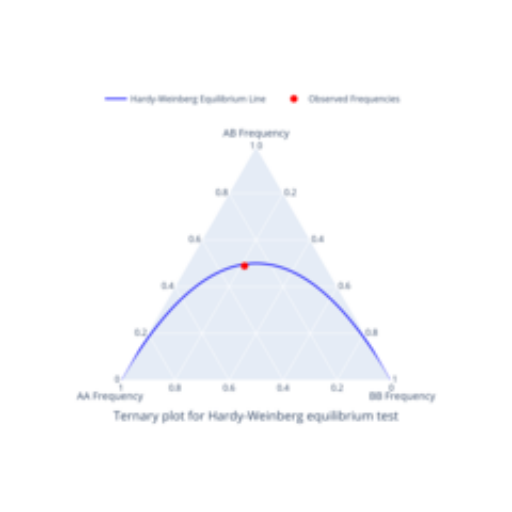 Hardy-Weinberg Equilibrium Line Observed Frequencies
AB Frequency
1.0
0.8 0.2
0.6 0.4
0.4 0.6
0.2 0.8
0 1
1 0.8 0.6 0.4 0.2 0
AA Frequency BB Frequency
Ternary plot for Hardy-Weinberg equilibrium test